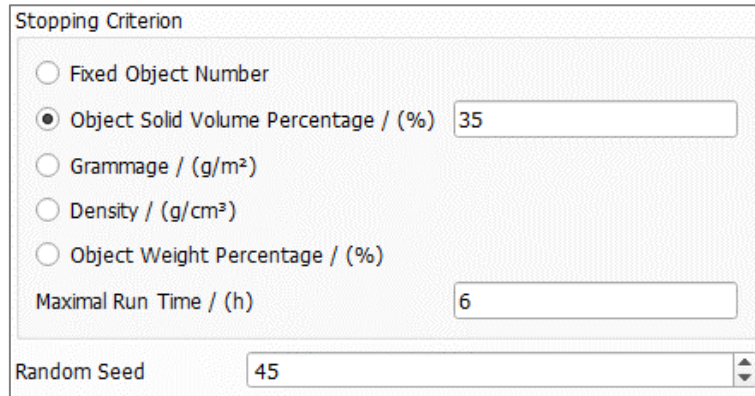 Stopping Criterion
Fixed Object Number
Object Solid Volume Percentage / (%) 35
Grammage / (g/m²)
Density / (g/cm³)
Object Weight Percentage / (%)
Maximal Run Time / (h) 6
Random Seed 45